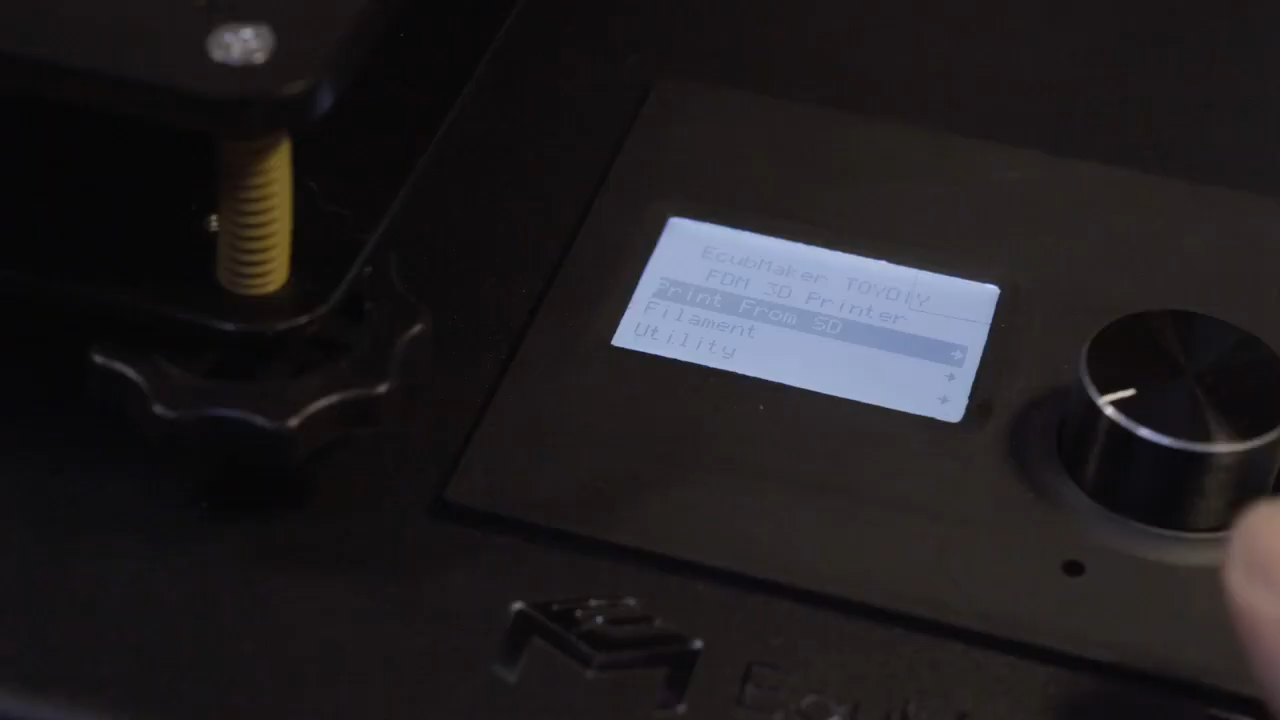 EcubMaker TOYDIY
FDM 3D Printer
Print From SD
Filament
Utility